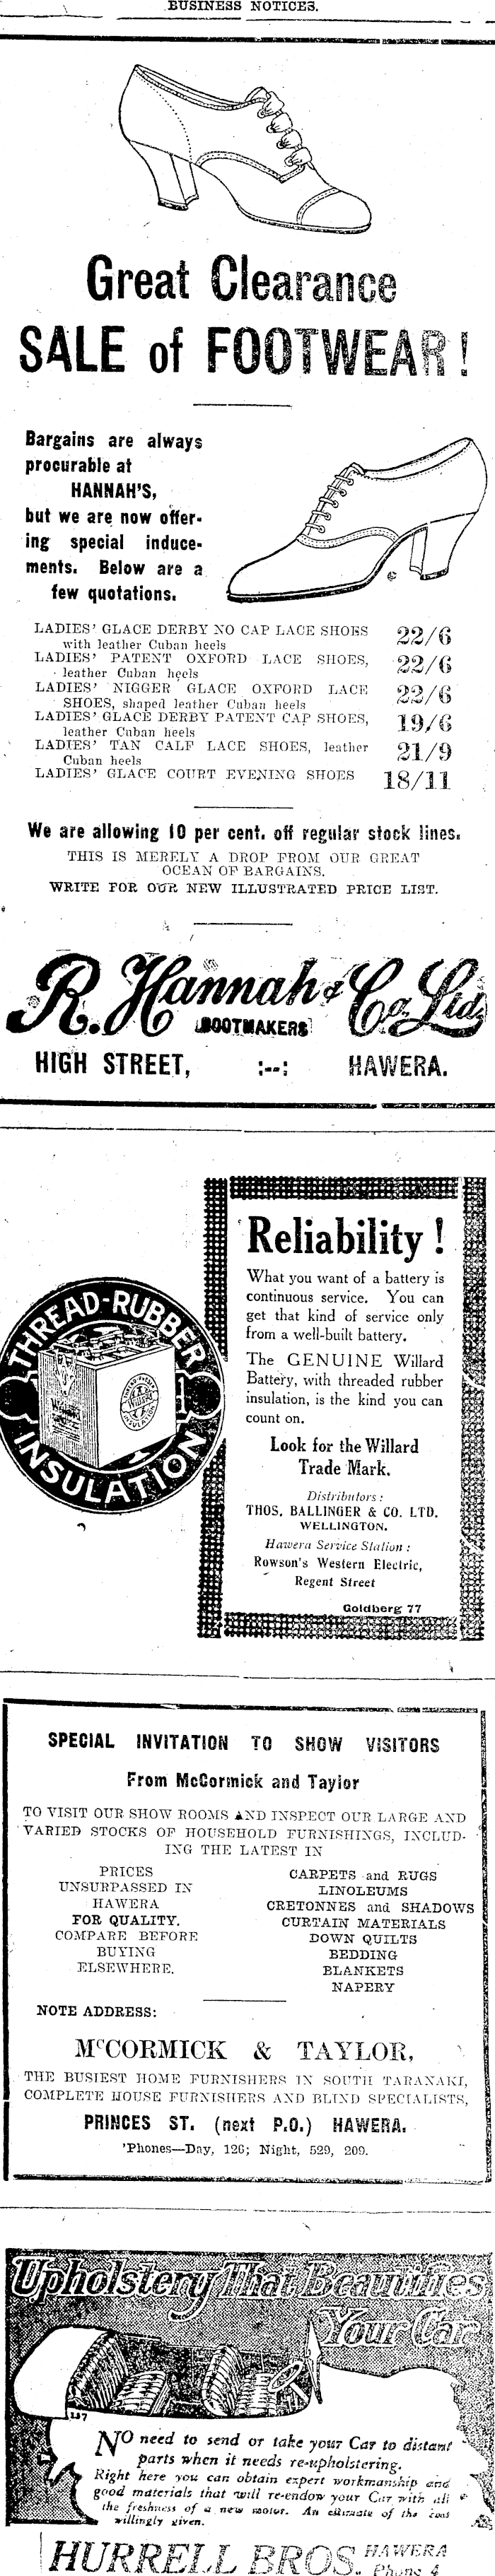 BUSINESS NOTICES.
Great Clearance
SALE of FOOTWEAR!
Bargains are always
procurable at
HANNAH'S,
but we are now offer-
ing special induce-
ments. Below are a
few quotations.
LADIES' GLACE DERBY NO CAP LACE SHOES 22/6
with leather Cuban heels
LADIES' PATENT OXFORD LACE SHOES, 22/6
leather Cuban heels
LADIES' NIGGER GLACE OXFORD LACE 22/6
SHOES, shaped leather Cuban heels
LADIES' GLACE DERBY PATENT CAP SHOES, 19/6
leather Cuban heels
LADIES' TAN CALF LACE SHOES, leather 21/9
Cuban heels
LADIES' GLACE COURT EVENING SHOES 18/11
We are allowing 10 per cent. off regular stock lines.
THIS IS MERELY A DROP FROM OUR GREAT
OCEAN OF BARGAINS.
WRITE FOR OUR NEW ILLUSTRATED PRICE LIST.
R. Hannah & Co. Ltd.
BOOTMAKERS
HIGH STREET, :--: HAWERA.
THREAD-RUBBER
INSULATION
Willard
Reliability!
What you want of a battery is
continuous service. You can
get that kind of service only
from a well-built battery.
The GENUINE Willard
Battery, with threaded rubber
insulation, is the kind you can
count on.
Look for the Willard
Trade Mark.
Distributors:
THOS. BALLINGER & CO. LTD.
WELLINGTON.
Hawera Service Station:
Rowson's Western Electric,
Regent Street
Goldberg 77
SPECIAL INVITATION TO SHOW VISITORS
From McCormick and Taylor
TO VISIT OUR SHOW ROOMS AND INSPECT OUR LARGE AND
VARIED STOCKS OF HOUSEHOLD FURNISHINGS, INCLUD-
ING THE LATEST IN
PRICES
UNSURPASSED IN
HAWERA
FOR QUALITY.
COMPARE BEFORE
BUYING
ELSEWHERE.
CARPETS and RUGS
LINOLEUMS
CRETONNES and SHADOWS
CURTAIN MATERIALS
DOWN QUILTS
BEDDING
BLANKETS
NAPERY
NOTE ADDRESS:
McCORMICK & TAYLOR,
THE BUSIEST HOME FURNISHERS IN SOUTH TARANAKI,
COMPLETE HOUSE FURNISHERS AND BLIND SPECIALISTS,
PRINCES ST. (next P.O.) HAWERA.
'Phones—Day, 126; Night, 529, 209.
Upholstery That Beautifies
Your Car
NO need to send or take your Car to distant
parts when it needs re-upholstering.
Right here you can obtain expert workmanship and
good materials that will re-endow your Car with all
the freshness of a new motor. An estimate of the cost
willingly given.
HURRELL BROS. HAWERA
Phone 4